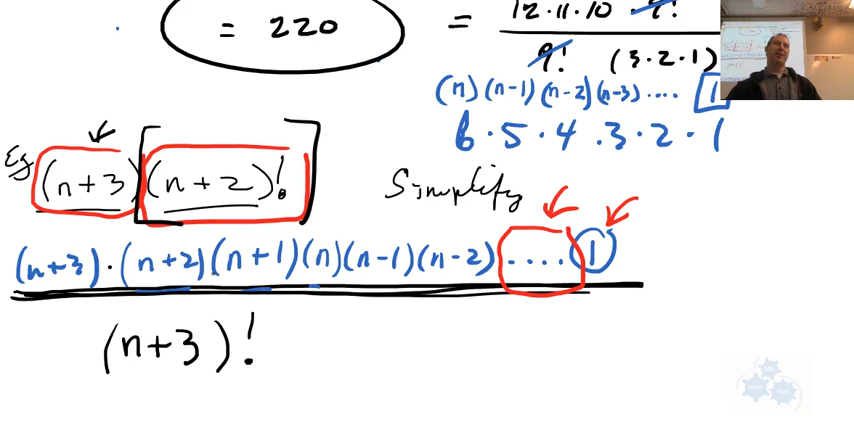 = 220
= 12·11·10·9!
9! (3·2·1)
(n)(n-1)(n-2)(n-3)····1
6·5·4·3·2·1
Eg (n+3)[(n+2)!] Simplify
(n+3)·(n+2)(n+1)(n)(n-1)(n-2)....1
(n+3)!